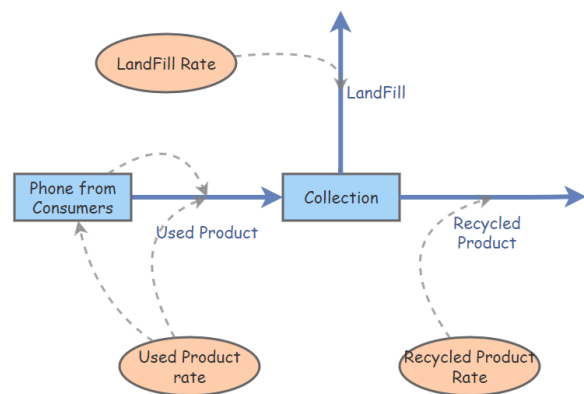 LandFill Rate
LandFill
Phone from
Consumers
Collection
Used Product
Recycled
Product
Used Product
rate
Recycled Product
Rate